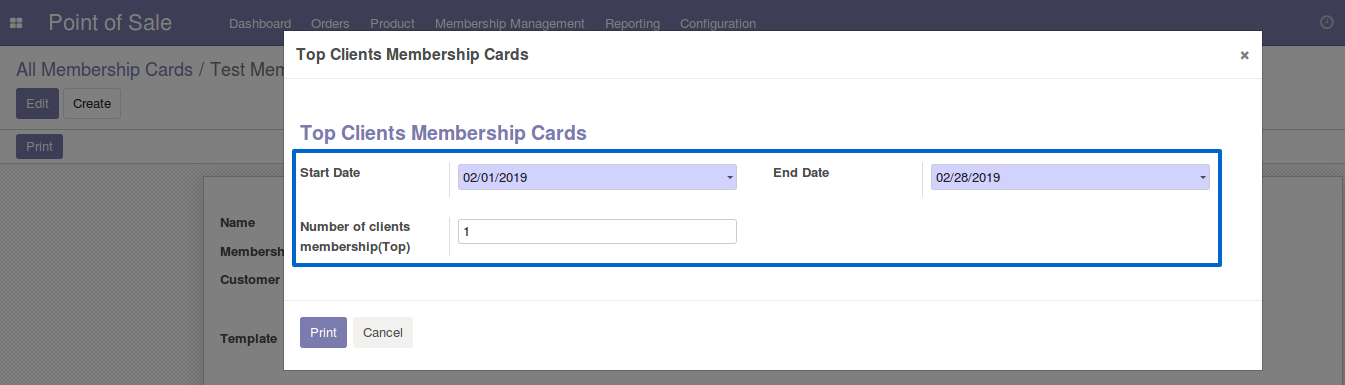 Point of Sale Dashboard Orders Product Membership Management Reporting Configuration
Top Clients Membership Cards ×
All Membership Cards / Test Mem
Edit Create
Top Clients Membership Cards
Print
Start Date 02/01/2019 End Date 02/28/2019
Number of clients
membership(Top) 1
Name
Membersh
Customer
Template
Print Cancel